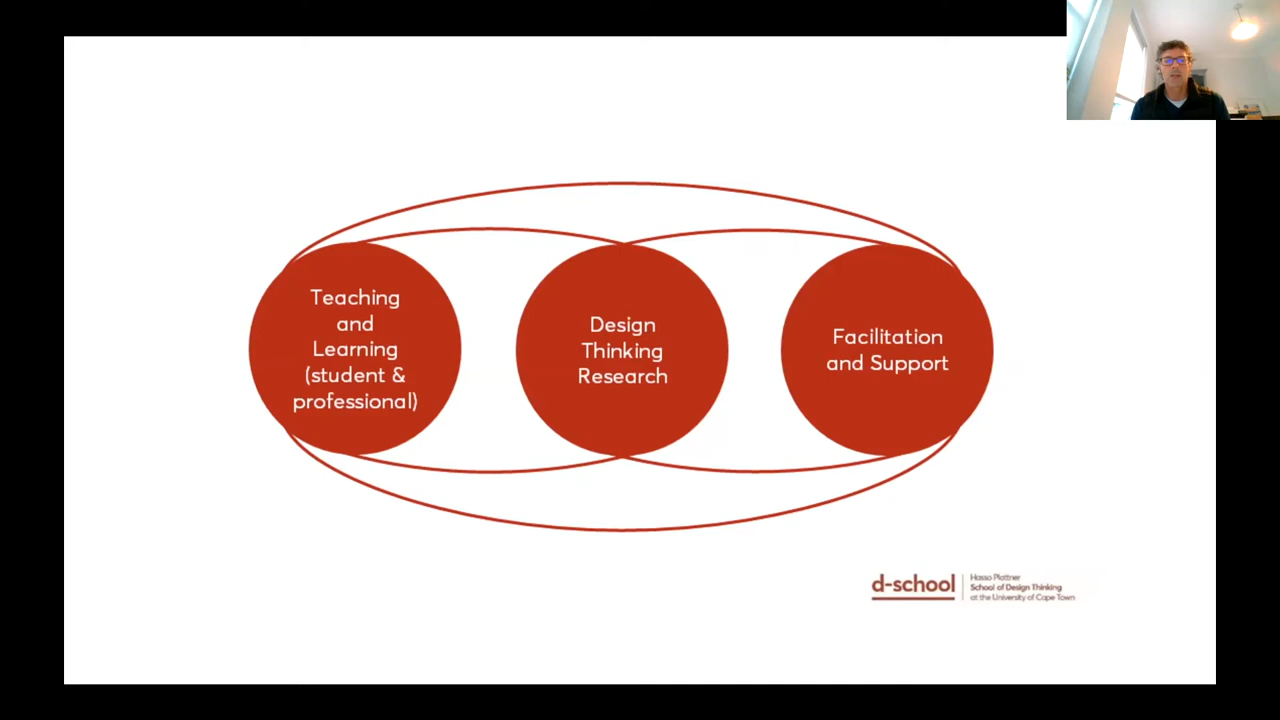 Teaching
and
Learning
(student &
professional)
Design
Thinking
Research
Facilitation
and Support
d-school
Hasso Plattner
School of Design Thinking
at the University of Cape Town